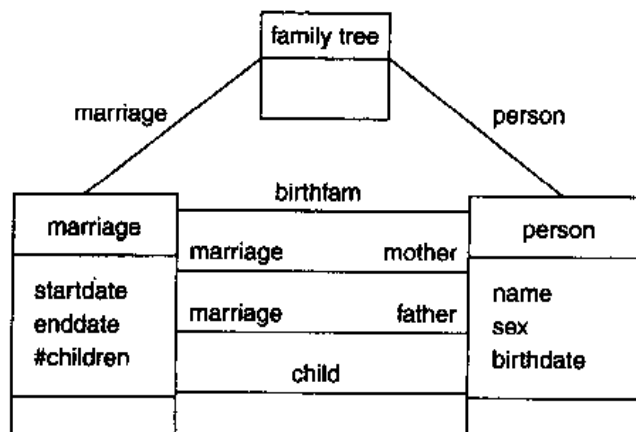 family tree
marriage
person
birthfam
marriage
person
marriage mother
startdate
enddate
#children
marriage father
name
sex
birthdate
child